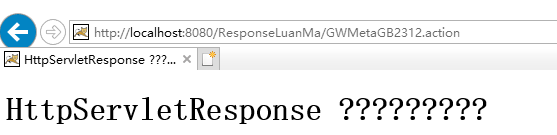 http://localhost:8080/ResponseLuanMa/GWMetaGB2312.action
HttpServletResponse ???...
HttpServletResponse ?????????